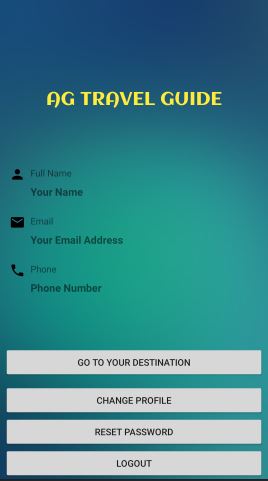 AG TRAVEL GUIDE
Full Name
Your Name
Email
Your Email Address
Phone
Phone Number
GO TO YOUR DESTINATION
CHANGE PROFILE
RESET PASSWORD
LOGOUT